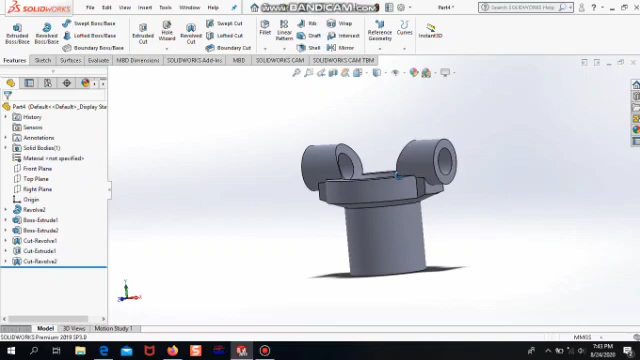 SOLIDWORKS File Edit View Insert Tools Window
www.BANDICAM.com
Part4 * Search SOLIDWORKS Help
Extruded Boss/Base
Revolved Boss/Base
Swept Boss/Base
Lofted Boss/Base
Boundary Boss/Base
Extruded Cut
Hole Wizard
Revolved Cut
Swept Cut
Lofted Cut
Boundary Cut
Fillet
Linear Pattern
Rib
Draft
Shell
Wrap
Intersect
Mirror
Reference Geometry
Curves
Instant3D
Features Sketch Surfaces Evaluate MBD Dimensions SOLIDWORKS Add-Ins MBD SOLIDWORKS CAM SOLIDWORKS CAM TBM
Part4 (Default<<Default>_Display Sta
History
Sensors
Annotations
Solid Bodies(1)
Material <not specified>
Front Plane
Top Plane
Right Plane
Origin
Revolve2
Boss-Extrude1
Boss-Extrude2
Cut-Revolve1
Cut-Extrude1
Cut-Revolve2
Model 3D Views Motion Study 1
SOLIDWORKS Premium 2019 SP3.0 MMGS
7:43 PM
8/24/2020